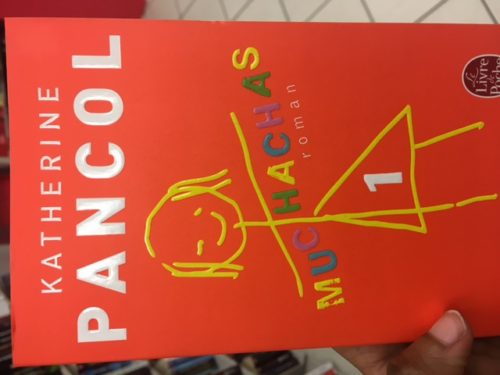 KATHERINE
PANCOL
MUCHACHAS
roman
1
Le
Livre
de
Poche